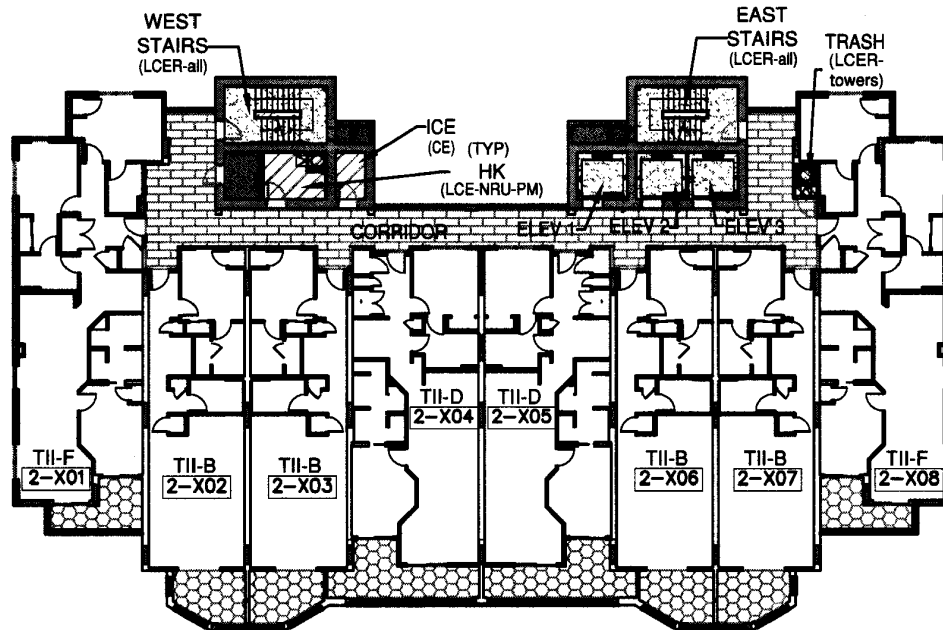 WEST
STAIRS
(LCER-all)
EAST
STAIRS
(LCER-all)
TRASH
(LCER-
towers)
ICE
(CE) (TYP)
HK
(LCE-NRU-PM)
CORRIDOR
ELEV 1
ELEV 2
ELEV 3
TII-F
2-X01
TII-B
2-X02
TII-B
2-X03
TII-D
2-X04
TII-D
2-X05
TII-B
2-X06
TII-B
2-X07
TII-F
2-X08